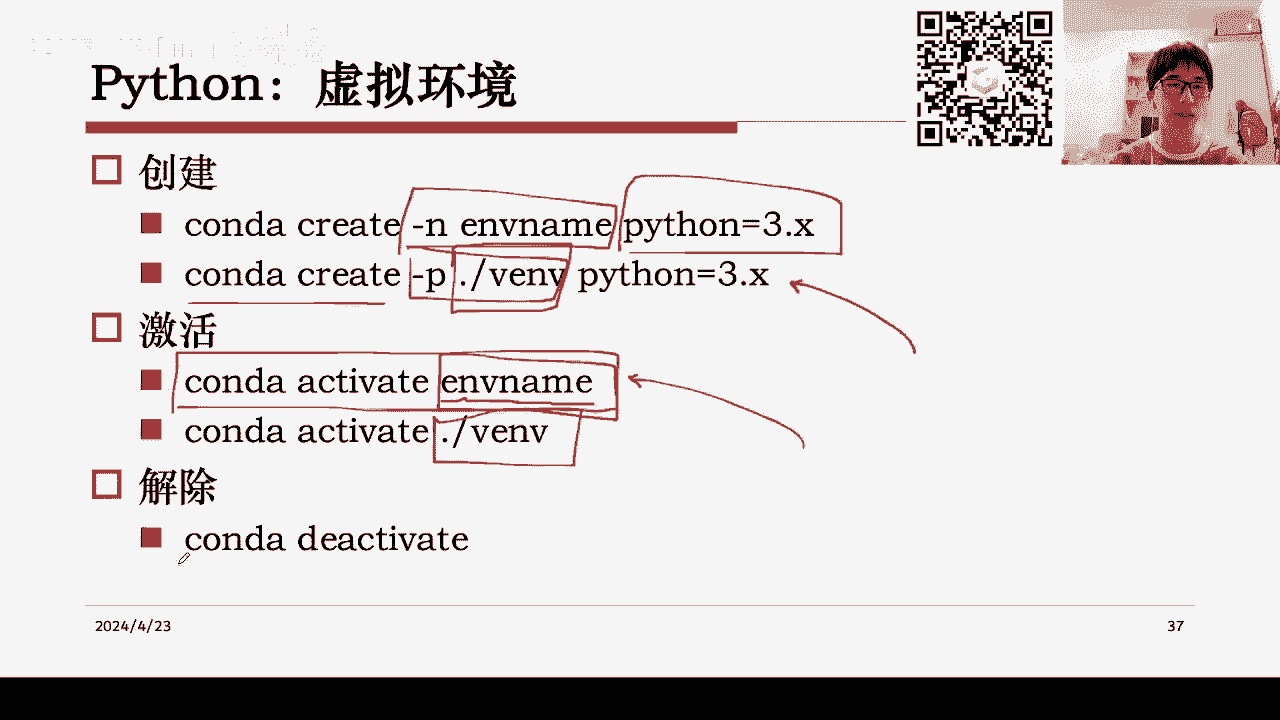 Python：虚拟环境
创建
conda create -n envname python=3.x
conda create -p ./venv python=3.x
激活
conda activate envname
conda activate ./venv
解除
conda deactivate
2024/4/23
37